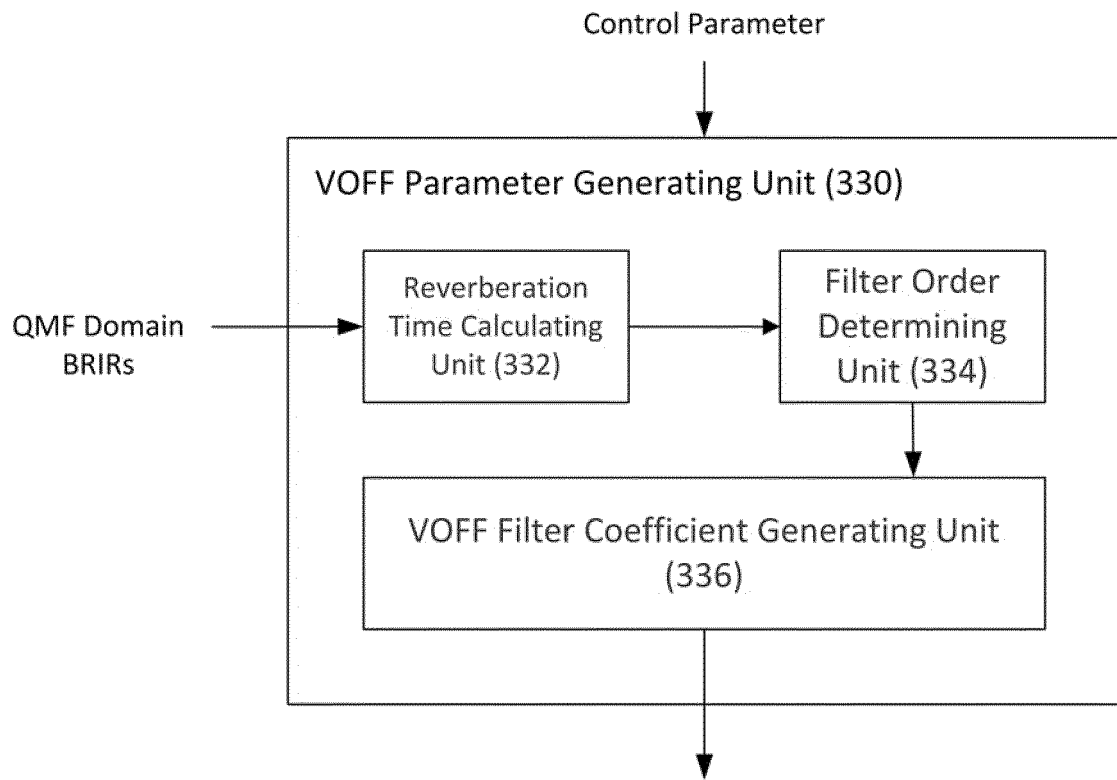 Control Parameter
VOFF Parameter Generating Unit (330)
Reverberation
Time Calculating
Unit (332)
Filter Order
Determining
Unit (334)
QMF Domain
BRIRs
VOFF Filter Coefficient Generating Unit
(336)